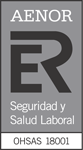 AENOR
ER
Seguridad y
Salud Laboral
OHSAS 18001